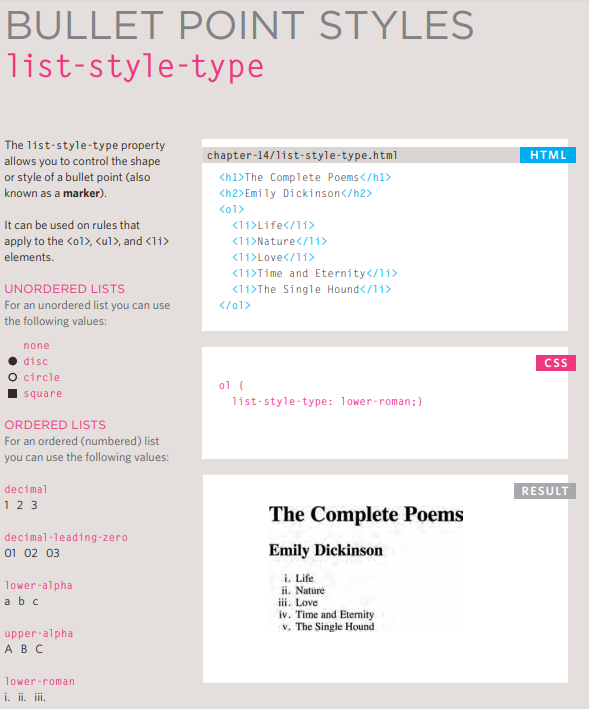 BULLET POINT STYLES
list-style-type
The list-style-type property
allows you to control the shape
or style of a bullet point (also
known as a marker).
It can be used on rules that
apply to the <ol>, <ul>, and <li>
elements.
UNORDERED LISTS
For an unordered list you can use
the following values:
none
disc
circle
square
ORDERED LISTS
For an ordered (numbered) list
you can use the following values:
decimal
1 2 3
decimal-leading-zero
01 02 03
lower-alpha
a b c
upper-alpha
A B C
lower-roman
i. ii. iii.
chapter-14/list-style-type.html
HTML
<h1>The Complete Poems</h1>
<h2>Emily Dickinson</h2>
<ol>
<li>Life</li>
<li>Nature</li>
<li>Love</li>
<li>Time and Eternity</li>
<li>The Single Hound</li>
</ol>
CSS
ol {
list-style-type: lower-roman;}
RESULT
The Complete Poems
Emily Dickinson
i. Life
ii. Nature
iii. Love
iv. Time and Eternity
v. The Single Hound